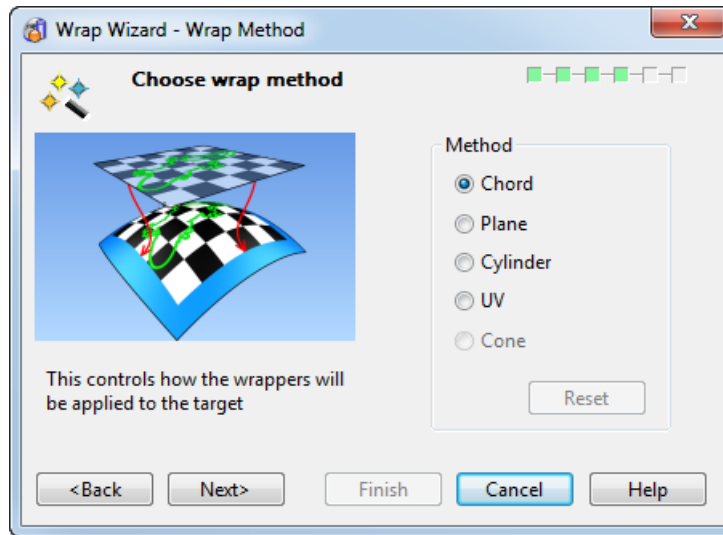 Wrap Wizard - Wrap Method
Choose wrap method
Method
Chord
Plane
Cylinder
UV
Cone
Reset
This controls how the wrappers will
be applied to the target
<Back
Next>
Finish
Cancel
Help